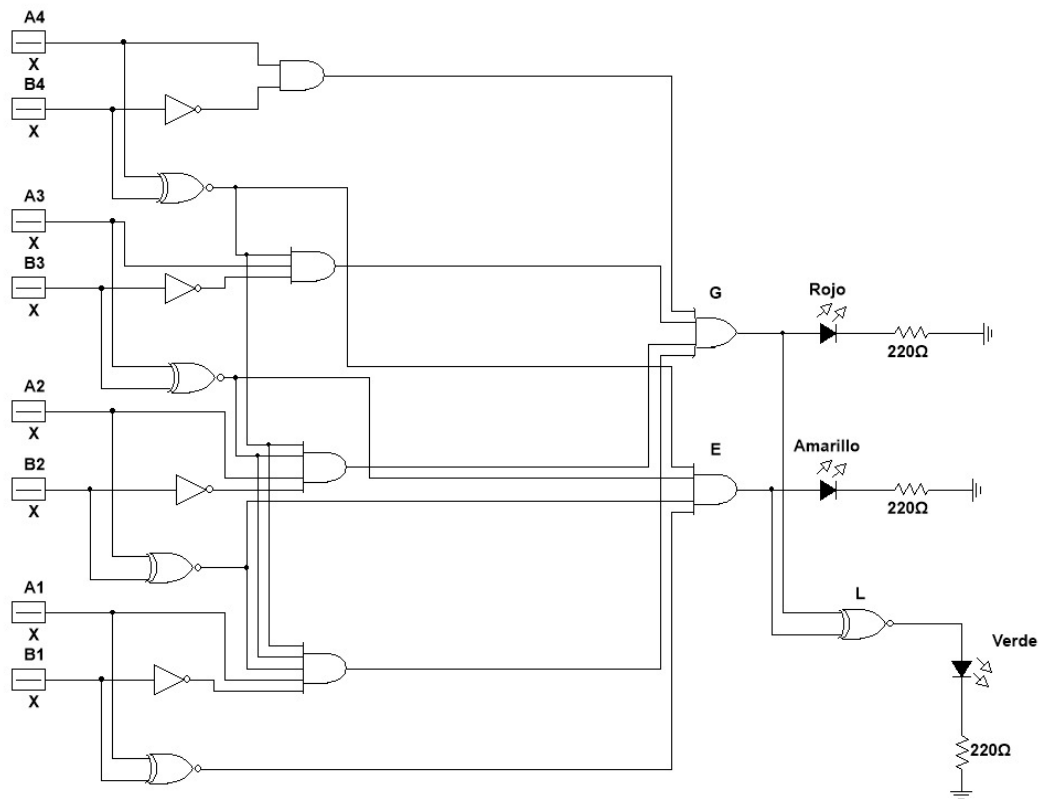 A4
X
B4
X
A3
X
B3
X
G
Rojo
220Ω
A2
X
B2
X
E
Amarillo
220Ω
A1
X
B1
X
L
Verde
220Ω